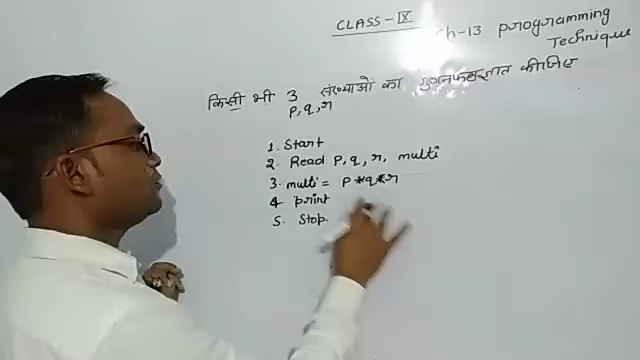 CLASS-IX
Ch-13 programming
Technique
किसी भी 3 संख्याओं का गुणनफल ज्ञात कीजिए
P, q, r
1. Start
2. Read P, q, r, multi
3. multi = P *q*r
4. print
5. Stop.